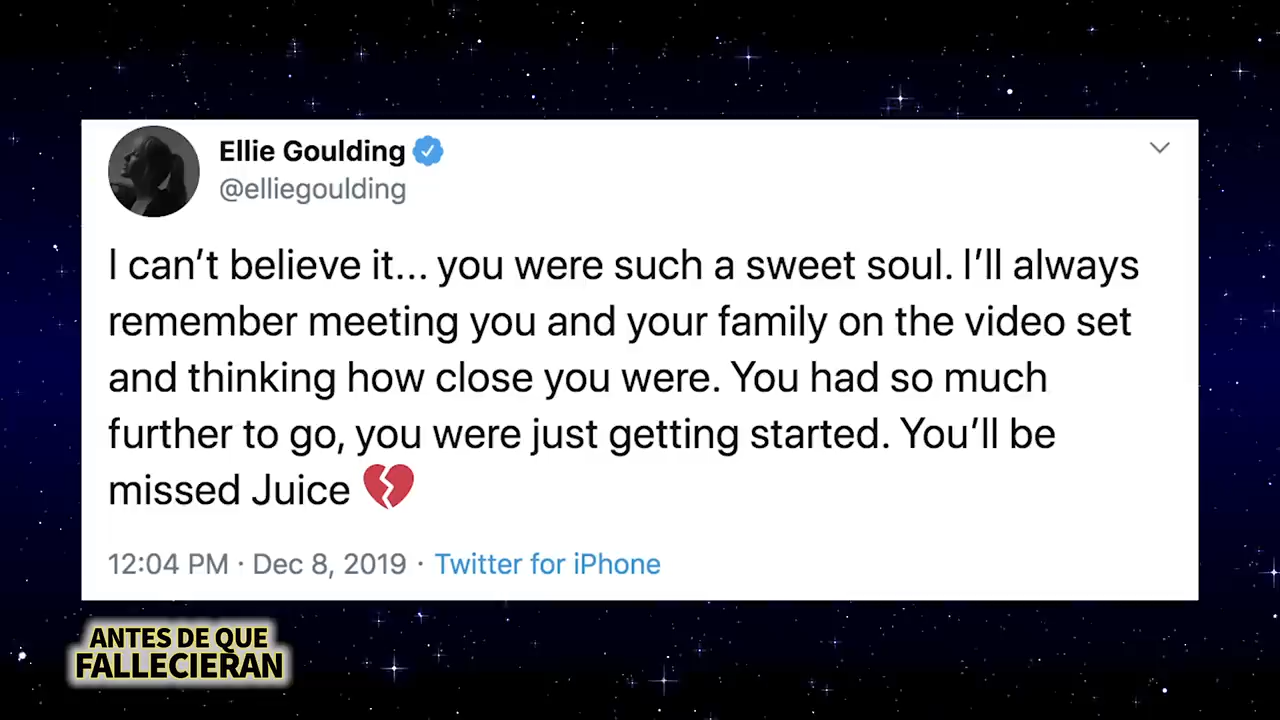 Ellie Goulding
@elliegoulding
I can’t believe it... you were such a sweet soul. I’ll always
remember meeting you and your family on the video set
and thinking how close you were. You had so much
further to go, you were just getting started. You’ll be
missed Juice 💔
12:04 PM · Dec 8, 2019 · Twitter for iPhone
ANTES DE QUE
FALLECIERAN